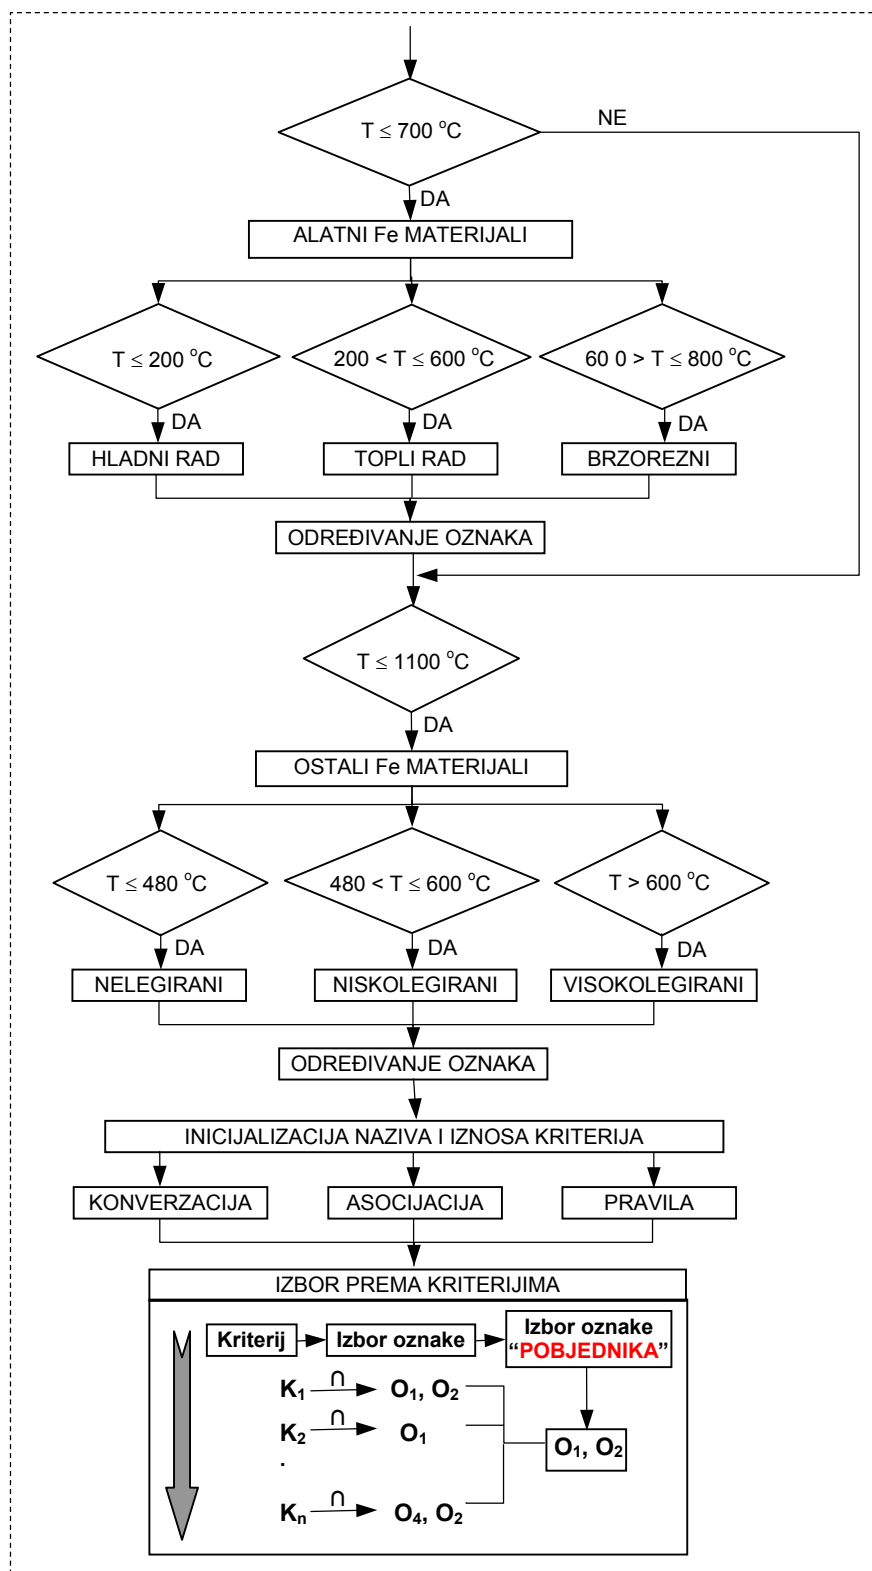 T ≤ 700 °C
NE
DA
ALATNI Fe MATERIJALI
T ≤ 200 °C
200 < T ≤ 600 °C
60 0 > T ≤ 800 °C
DA
DA
DA
HLADNI RAD
TOPLI RAD
BRZOREZNI
ODREĐIVANJE OZNAKA
T ≤ 1100 °C
DA
OSTALI Fe MATERIJALI
T ≤ 480 °C
480 < T ≤ 600 °C
T > 600 °C
DA
DA
DA
NELEGIRANI
NISKOLEGIRANI
VISOKOLEGIRANI
ODREĐIVANJE OZNAKA
INICIJALIZACIJA NAZIVA I IZNOSA KRITERIJA
KONVERZACIJA
ASOCIJACIJA
PRAVILA
IZBOR PREMA KRITERIJIMA
Kriterij
Izbor oznake
Izbor oznake
“POBJEDNIKA”
K₁ ∩ O₁, O₂
K₂ ∩ O₁
.
Kₙ ∩ O₄, O₂
O₁, O₂